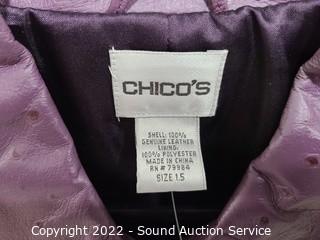 CHICO'S
SHELL: 100%
GENUINE LEATHER
LINING:
100% POLYESTER
MADE IN CHINA
RN # 79984
SIZE 1.5
Copyright 2022 - Sound Auction Service